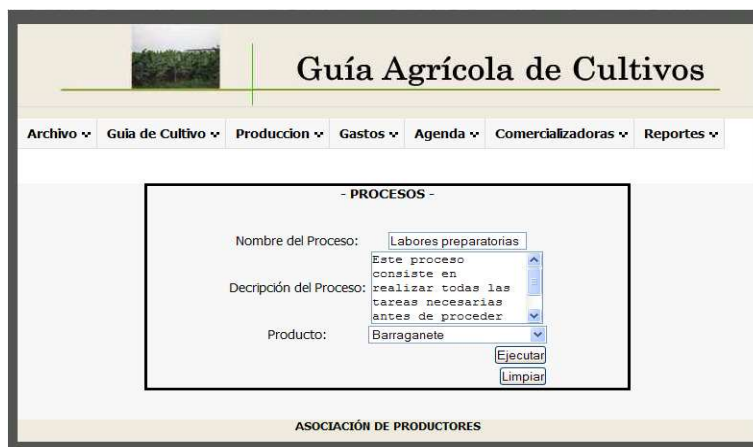 Guía Agrícola de Cultivos
Archivo Guia de Cultivo Produccion Gastos Agenda Comercializadoras Reportes
- PROCESOS -
Nombre del Proceso: Labores preparatorias
Decripción del Proceso:
Este proceso
consiste en
realizar todas las
tareas necesarias
antes de proceder
Producto: Barraganete
Ejecutar
Limpiar
ASOCIACIÓN DE PRODUCTORES